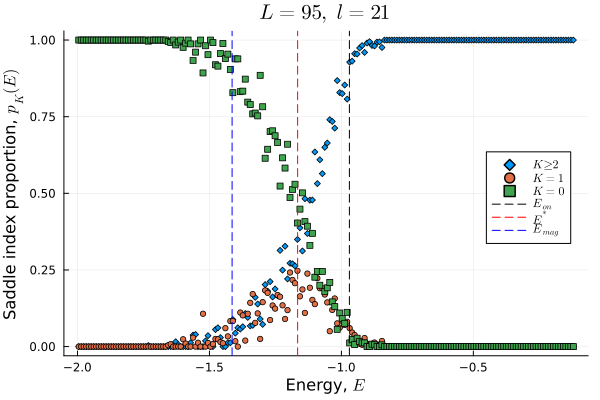 L = 95, l = 21
Saddle index proportion, p_K(E)
1.00
0.75
0.50
0.25
0.00
K≥2
K = 1
K = 0
E_on
E^*
E_mag
−2.0
−1.5
−1.0
−0.5
Energy, E